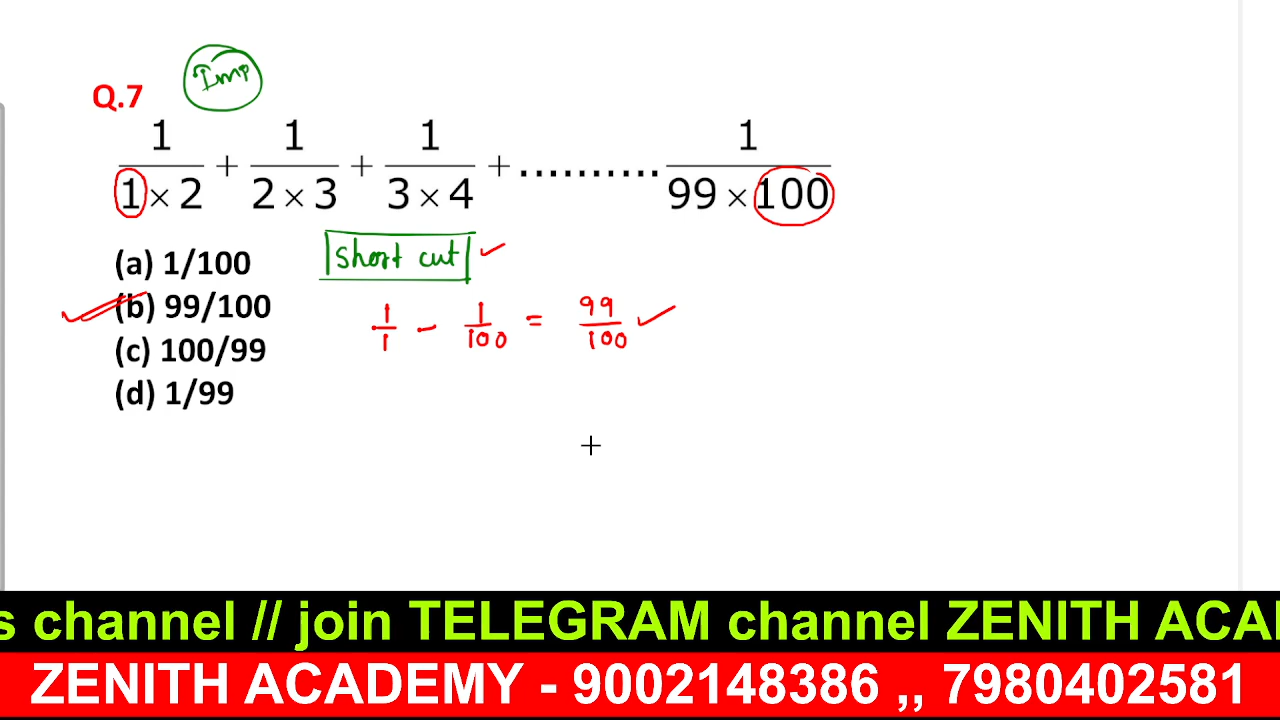 Imp
Q.7
1/(1 × 2) + 1/(2 × 3) + 1/(3 × 4) + .......... 1/(99 × 100)
(a) 1/100
short cut
(b) 99/100
1/1 - 1/100 = 99/100
(c) 100/99
(d) 1/99
s channel // join TELEGRAM channel ZENITH ACA
ZENITH ACADEMY - 9002148386 ,, 7980402581